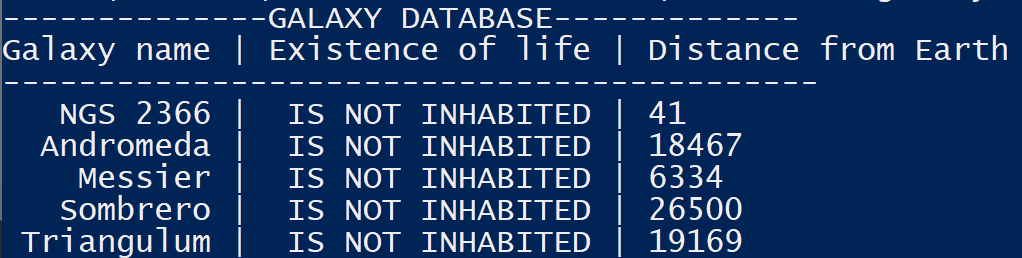 --------------GALAXY DATABASE-------------
Galaxy name | Existence of life | Distance from Earth
-------------------------------------------
NGS 2366 | IS NOT INHABITED | 41
Andromeda | IS NOT INHABITED | 18467
Messier | IS NOT INHABITED | 6334
Sombrero | IS NOT INHABITED | 26500
Triangulum | IS NOT INHABITED | 19169